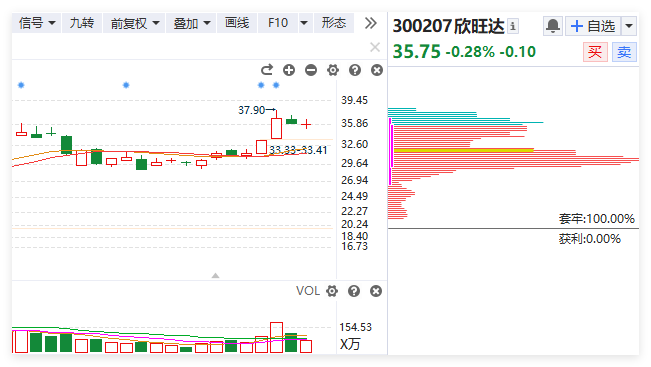 信号 九转 前复权 叠加 画线 F10 形态
300207欣旺达 自选
35.75 -0.28% -0.10 买 卖
39.45
37.90
35.86
33.33-33.41
32.60
29.64
26.94
24.49
22.27
20.24
18.40
16.73
套牢:100.00%
获利:0.00%
VOL
154.53
X万